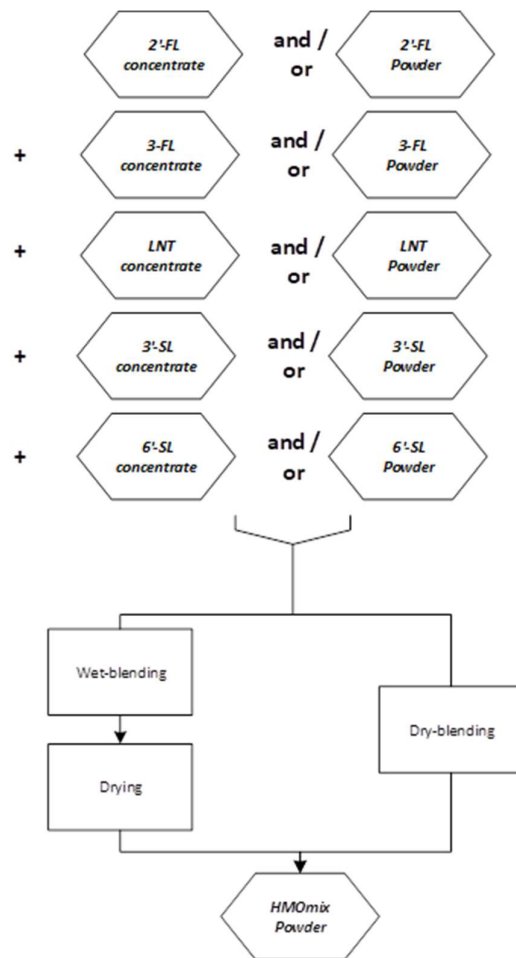 2'-FL
concentrate
and /
or
2'-FL
Powder
+
3-FL
concentrate
and /
or
3-FL
Powder
+
LNT
concentrate
and /
or
LNT
Powder
+
3'-SL
concentrate
and /
or
3'-SL
Powder
+
6'-SL
concentrate
and /
or
6'-SL
Powder
Wet-blending
Dry-blending
Drying
HMOmix
Powder